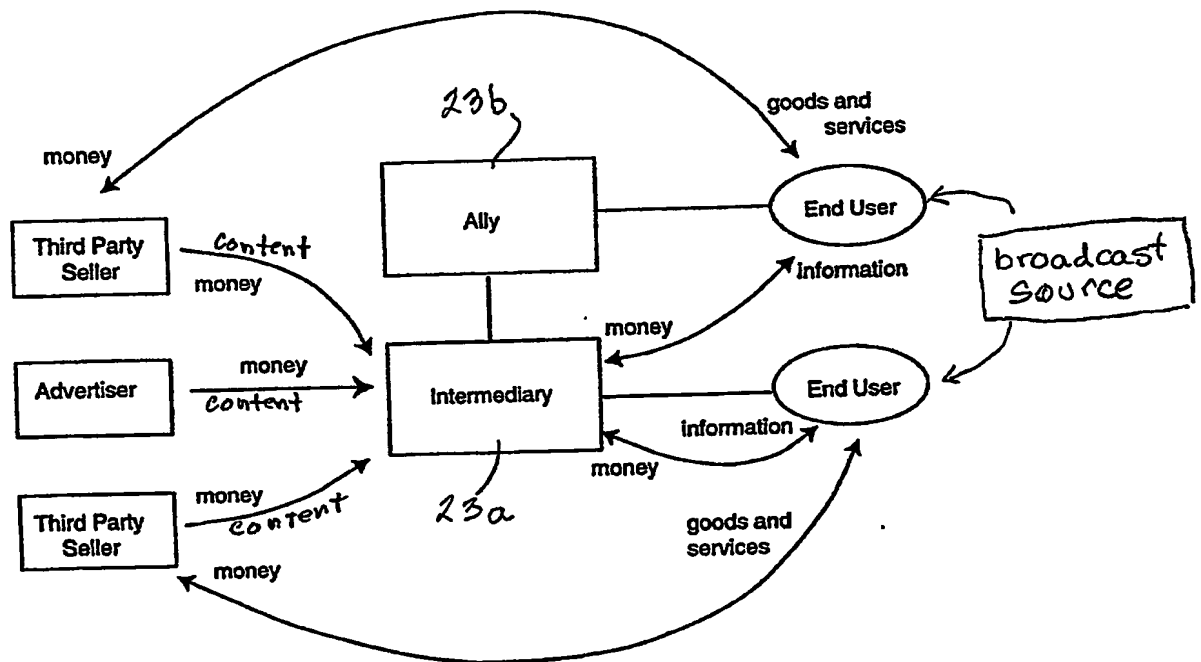 23b
goods and
services
money
Ally
End User
Third Party
Seller
content
money
Information
broadcast
source
money
Advertiser
money
content
Intermediary
End User
information
money
Third Party
Seller
money
content
23a
goods and
services
money